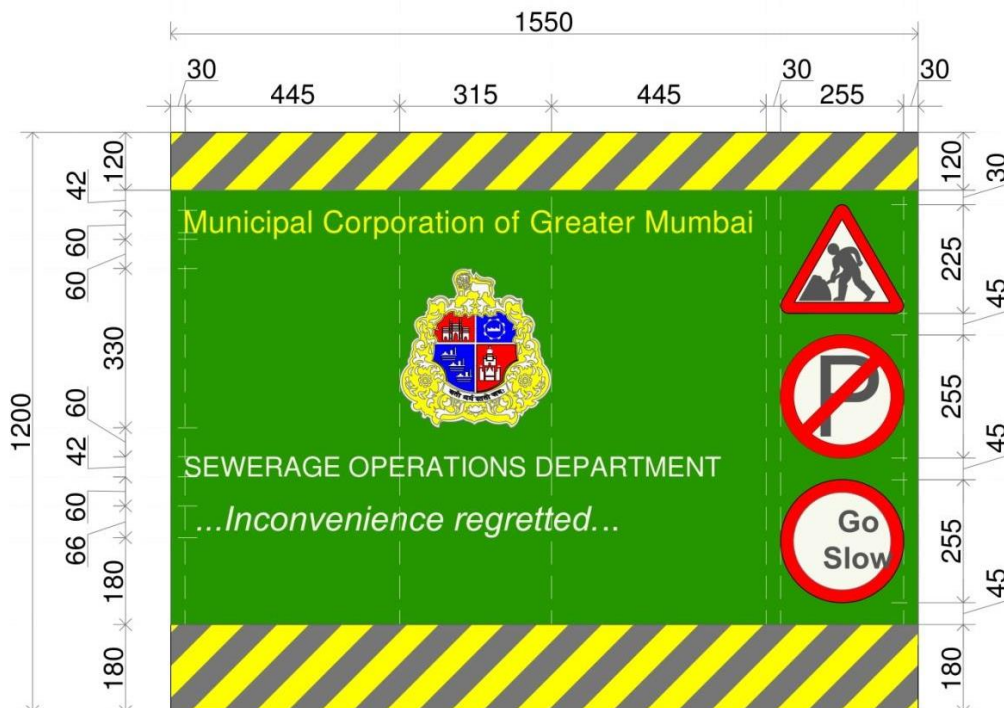 1550
30 30 30
445 315 445 255
1200
120
42
60
60
330
60
42
60
66
180
180
Municipal Corporation of Greater Mumbai
SEWERAGE OPERATIONS DEPARTMENT
...Inconvenience regretted...
P
Go
Slow
120
30
225
45
255
45
255
45
180